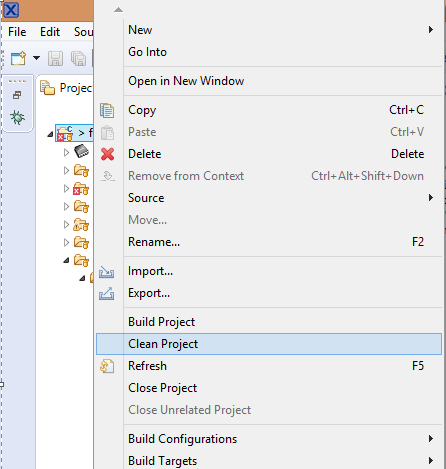 File Edit Sou
New
Go Into
Open in New Window
Projec
Copy Ctrl+C
Paste Ctrl+V
> f
Delete Delete
Remove from Context Ctrl+Alt+Shift+Down
Source
Move...
Rename... F2
Import...
Export...
Build Project
Clean Project
Refresh F5
Close Project
Close Unrelated Project
Build Configurations
Build Targets